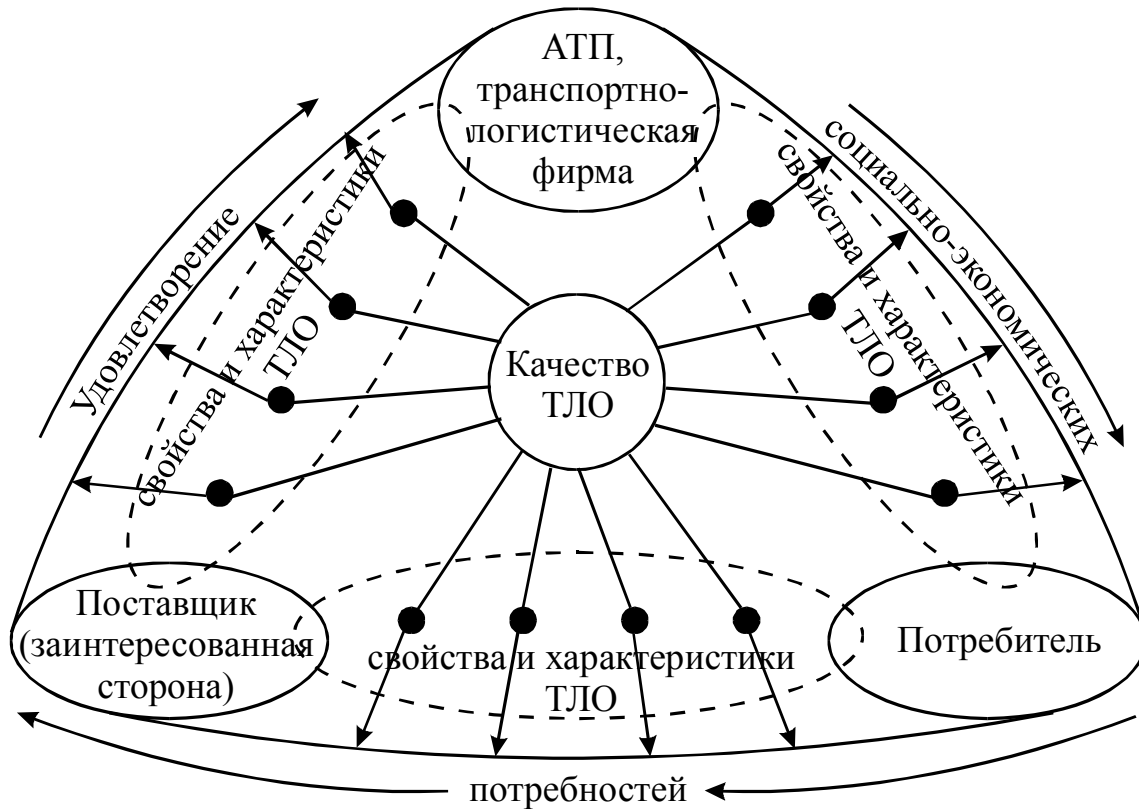 АТП,
транспортно-
логистическая
фирма
Удовлетворение
социально-экономических
потребностей
свойства и характеристики
ТЛО
свойства и характеристики
ТЛО
Качество
ТЛО
Поставщик
(заинтересованная
сторона)
свойства и характеристики
ТЛО
Потребитель